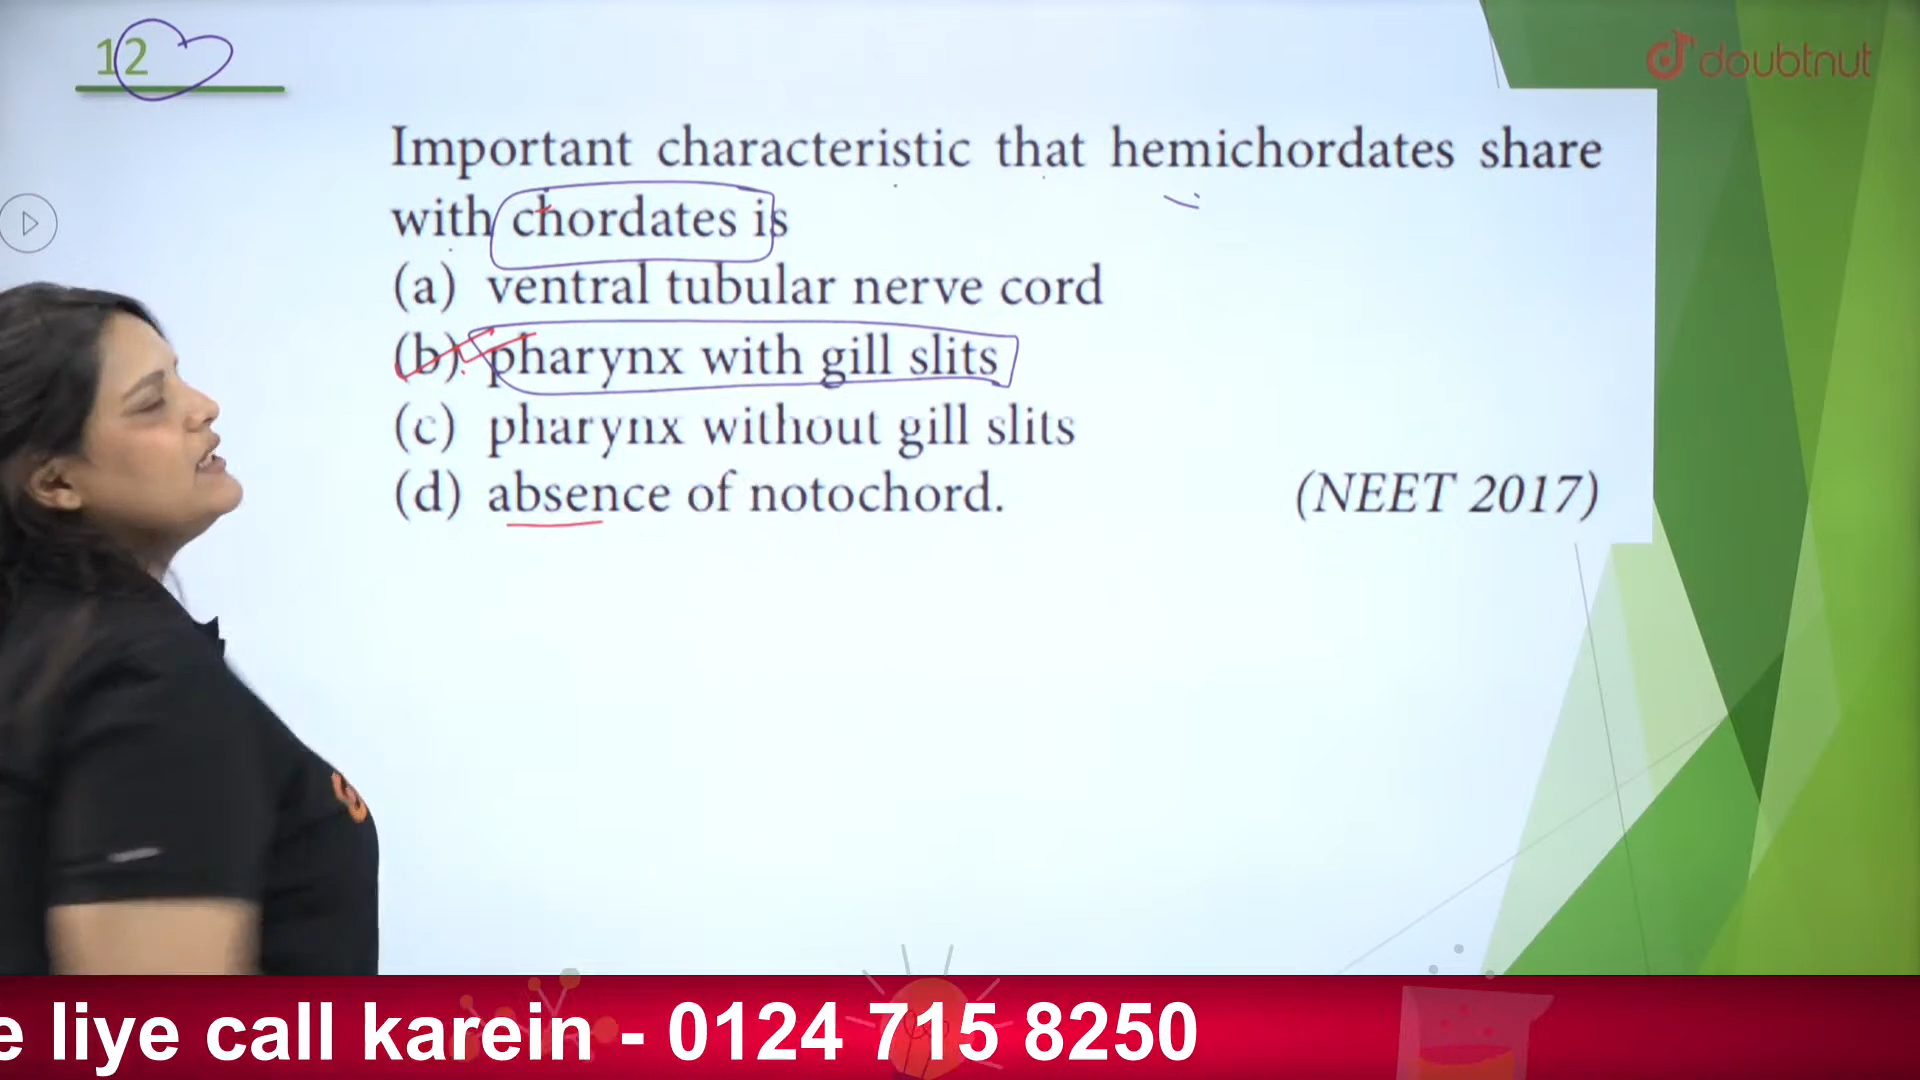 12
doubtnut
Important characteristic that hemichordates share
with chordates is
(a) ventral tubular nerve cord
(b) pharynx with gill slits
(c) pharynx without gill slits
(d) absence of notochord. (NEET 2017)
e liye call karein - 0124 715 8250